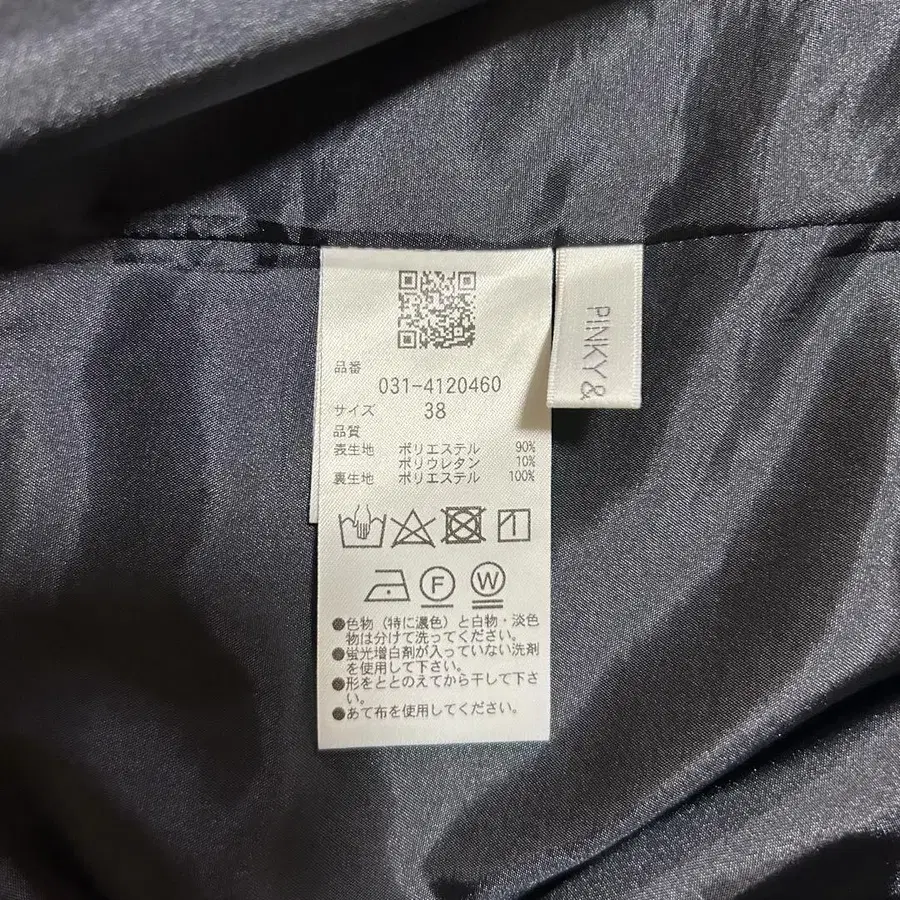 品番
031-4120460
サイズ 38
品質
表生地 ポリエステル 90%
ポリウレタン 10%
裏生地 ポリエステル 100%
F W
●色物（特に濃色）と白物・淡色
物は分けて洗ってください。
●蛍光増白剤が入っていない洗剤
を使用して下さい。
●形をととのえてから干して下さ
い。
●あて布を使用してください。
PINKY &